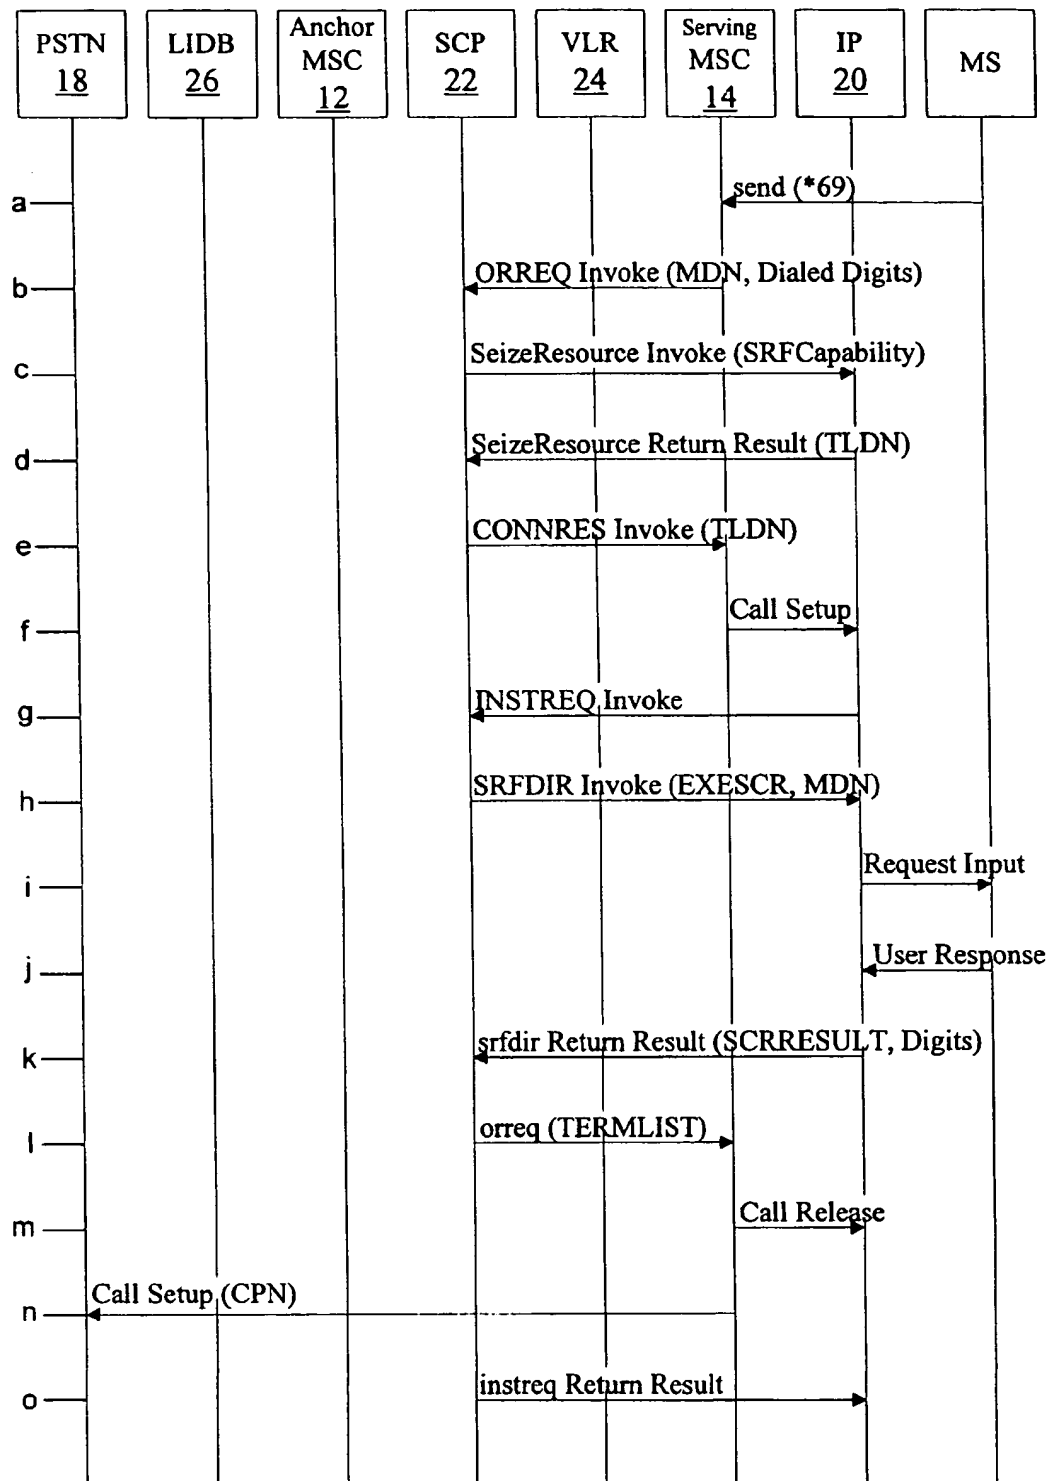 PSTN
18
LIDB
26
Anchor
MSC
12
SCP
22
VLR
24
Serving
MSC
14
IP
20
MS
a
send (*69)
b
ORREQ Invoke (MDN, Dialed Digits)
c
SeizeResource Invoke (SRFCapability)
d
SeizeResource Return Result (TLDN)
e
CONNRES Invoke (TLDN)
f
Call Setup
g
INSTREQ Invoke
h
SRFDIR Invoke (EXESCR, MDN)
i
Request Input
j
User Response
k
srfdir Return Result (SCRRESULT, Digits)
l
orreq (TERMLIST)
m
Call Release
n
Call Setup (CPN)
o
instreq Return Result